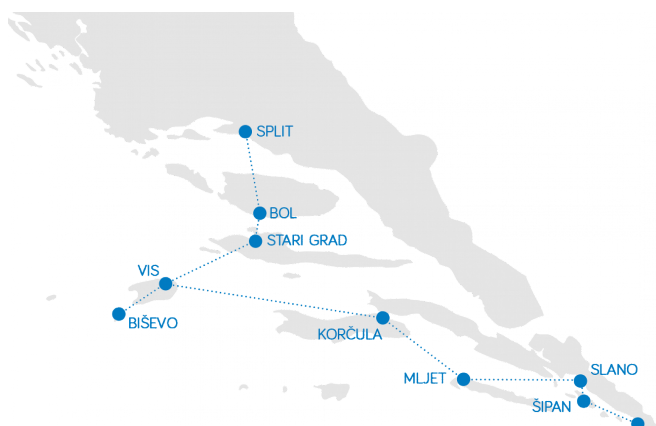 SPLIT
BOL
STARI GRAD
VIS
BIŠEVO
KORČULA
MLJET
SLANO
ŠIPAN